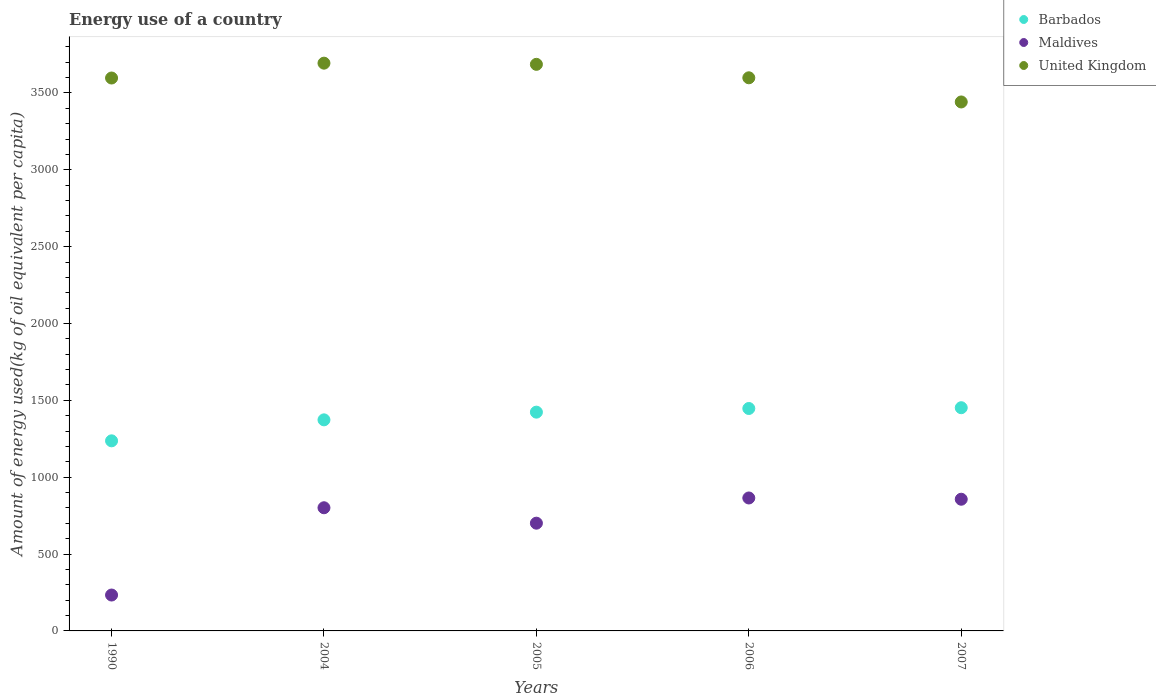 Energy use of a country
Barbados
Maldives
United Kingdom
Amount of energy used(kg of oil equivalent per capita)
3500
3000
2500
2000
1500
1000
500
0
1990
2004
2005
2006
2007
Years